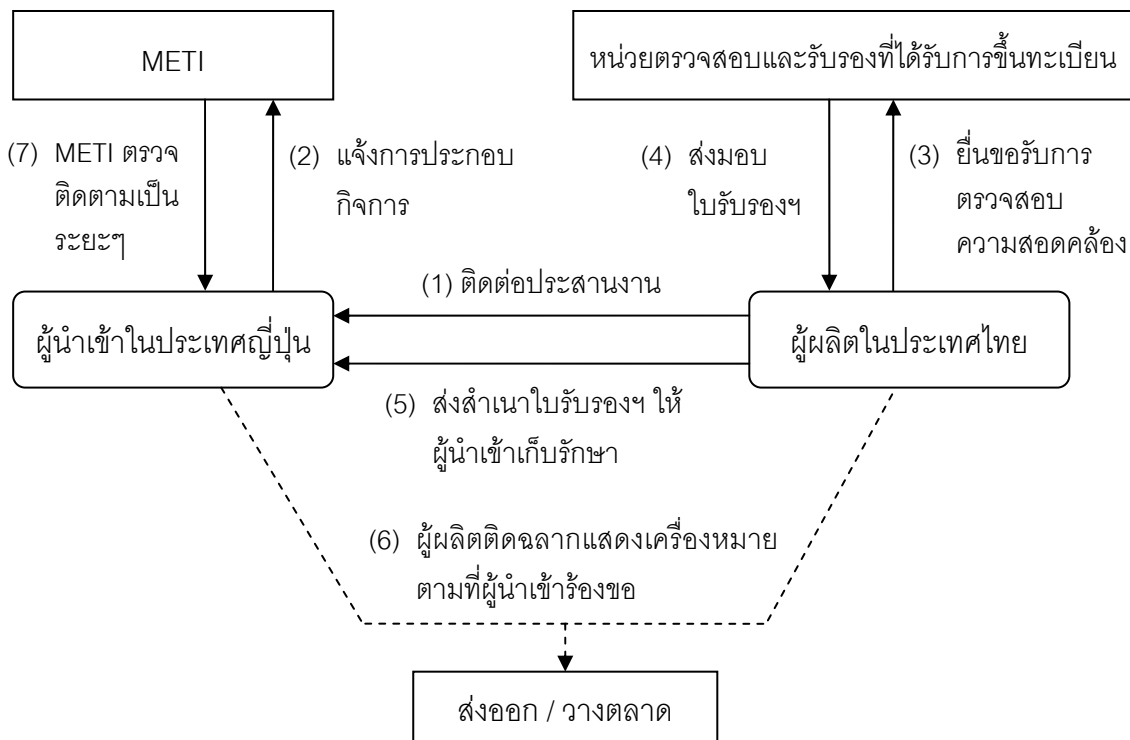 METI
หน่วยตรวจสอบและรับรองที่ได้รับการขึ้นทะเบียน
(7) METI ตรวจ
ติดตามเป็น
ระยะๆ
(2) แจ้งการประกอบ
กิจการ
(4) ส่งมอบ
ใบรับรองฯ
(3) ยื่นขอรับการ
ตรวจสอบ
ความสอดคล้อง
(1) ติดต่อประสานงาน
ผู้นำเข้าในประเทศญี่ปุ่น
ผู้ผลิตในประเทศไทย
(5) ส่งสำเนาใบรับรองฯ ให้
ผู้นำเข้าเก็บรักษา
(6) ผู้ผลิตติดฉลากแสดงเครื่องหมาย
ตามที่ผู้นำเข้าร้องขอ
ส่งออก / วางตลาด